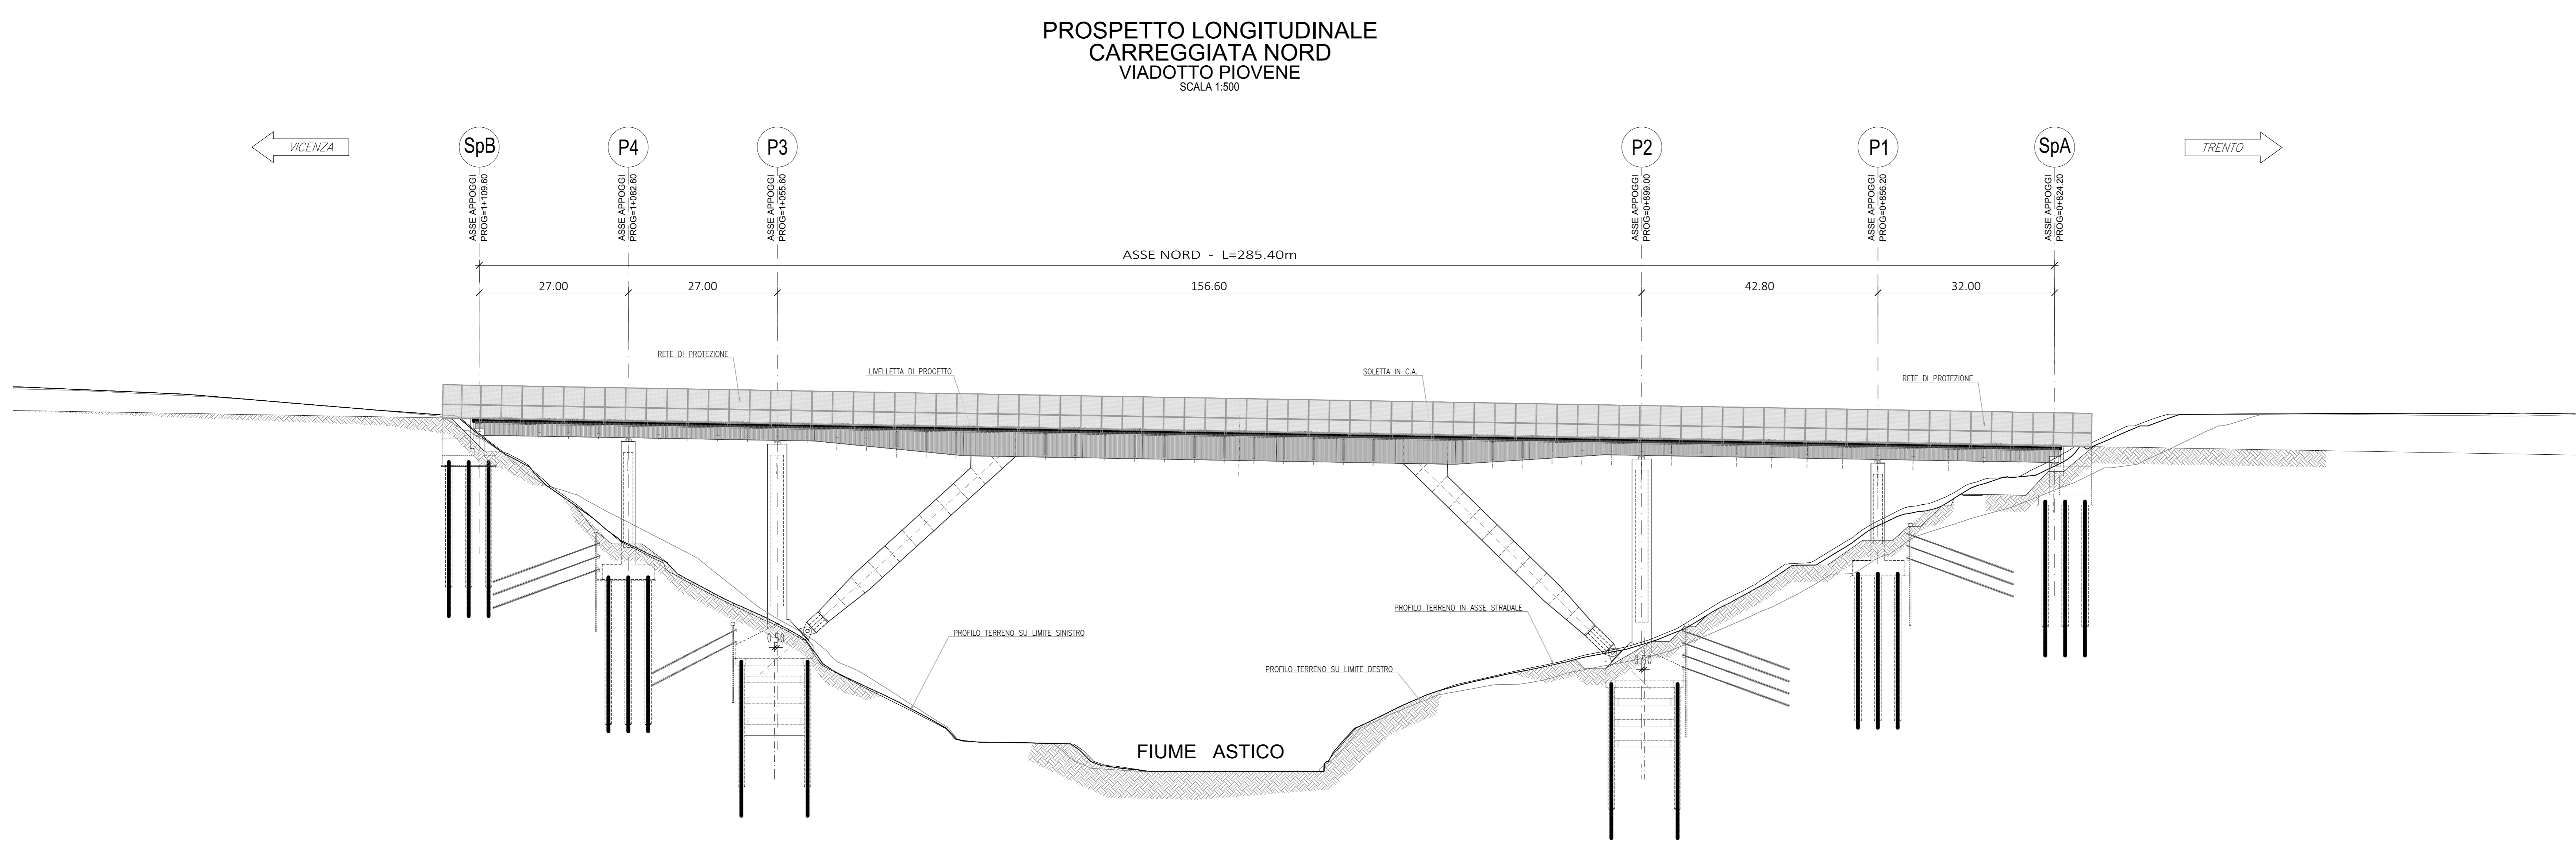 PROSPETTO LONGITUDINALE
CARREGGIATA NORD
VIADOTTO PIOVENE
SCALA 1:500
VICENZA
SpB
P4
P3
P2
P1
SpA
TRENTO
ASSE APPOGGI
PROG=1+109.60
ASSE APPOGGI
PROG=1+082.60
ASSE APPOGGI
PROG=1+055.60
ASSE APPOGGI
PROG=0+899.00
ASSE APPOGGI
PROG=0+856.20
ASSE APPOGGI
PROG=0+824.20
ASSE NORD - L=285.40m
27.00
27.00
156.60
42.80
32.00
RETE DI PROTEZIONE
LIVELLETTA DI PROGETTO
SOLETTA IN C.A.
RETE DI PROTEZIONE
PROFILO TERRENO IN ASSE STRADALE
PROFILO TERRENO SU LIMITE SINISTRO
0.50
0.50
PROFILO TERRENO SU LIMITE DESTRO
FIUME ASTICO